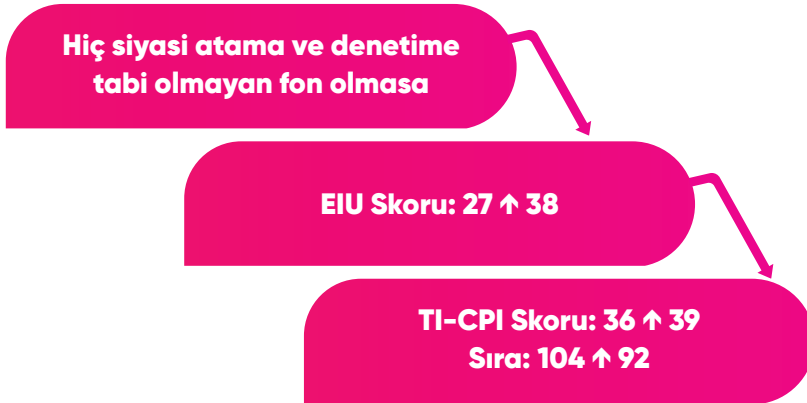 Hiç siyasi atama ve denetime
tabi olmayan fon olmasa
EIU Skoru: 27 ↑ 38
TI-CPI Skoru: 36 ↑ 39
Sıra: 104 ↑ 92